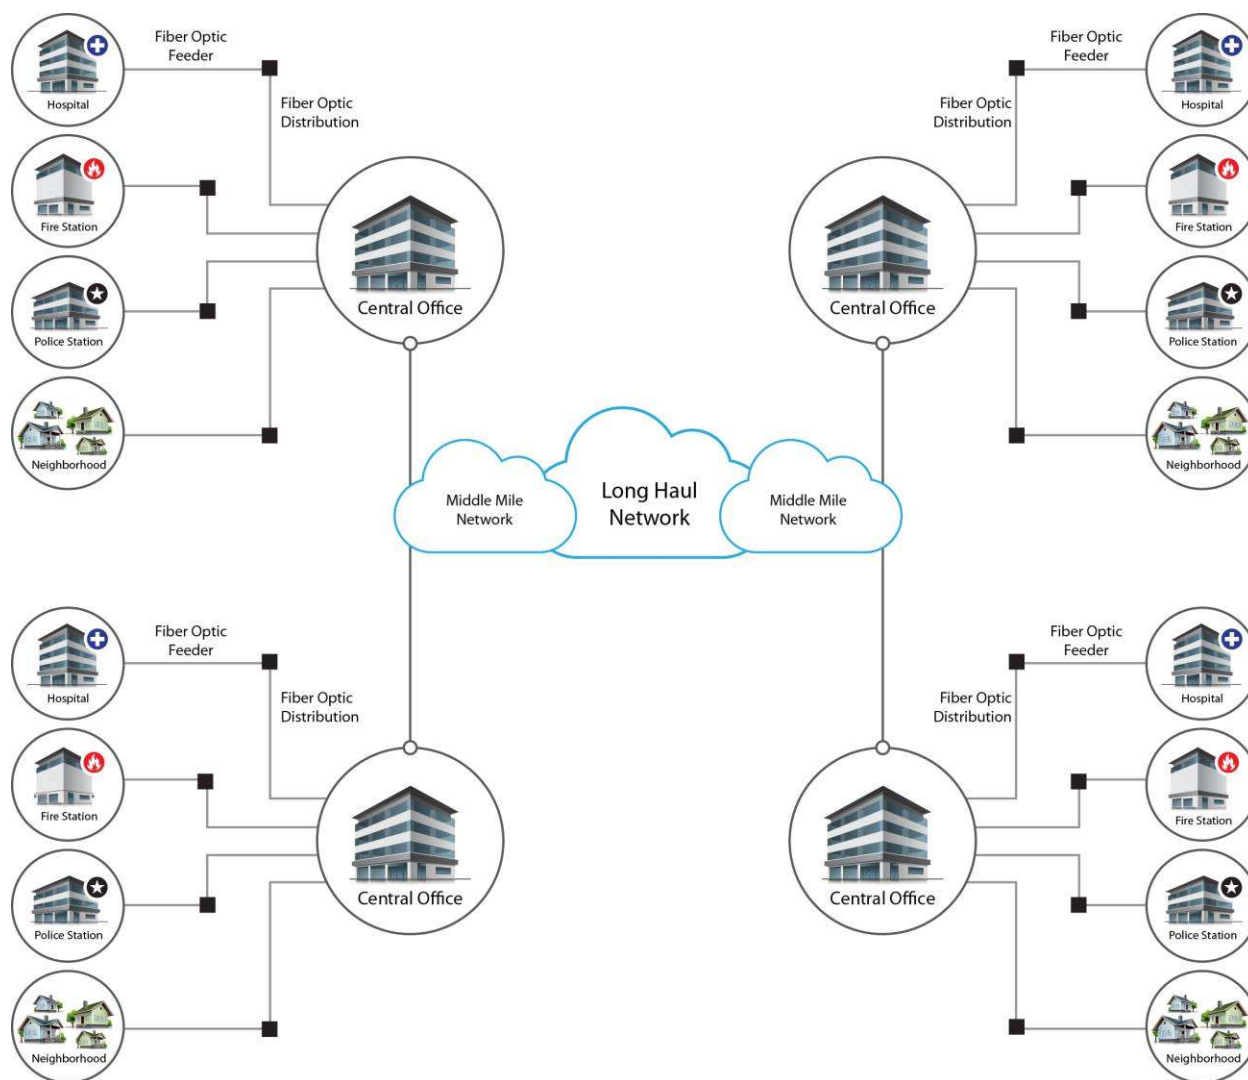 Fiber Optic
Feeder
Hospital
Fiber Optic
Distribution
Fire Station
Police Station
Neighborhood
Central Office
Fiber Optic
Feeder
Hospital
Fiber Optic
Distribution
Fire Station
Police Station
Neighborhood
Central Office
Middle Mile
Network
Long Haul
Network
Middle Mile
Network
Fiber Optic
Feeder
Hospital
Fiber Optic
Distribution
Fire Station
Police Station
Neighborhood
Central Office
Fiber Optic
Feeder
Hospital
Fiber Optic
Distribution
Fire Station
Police Station
Neighborhood
Central Office